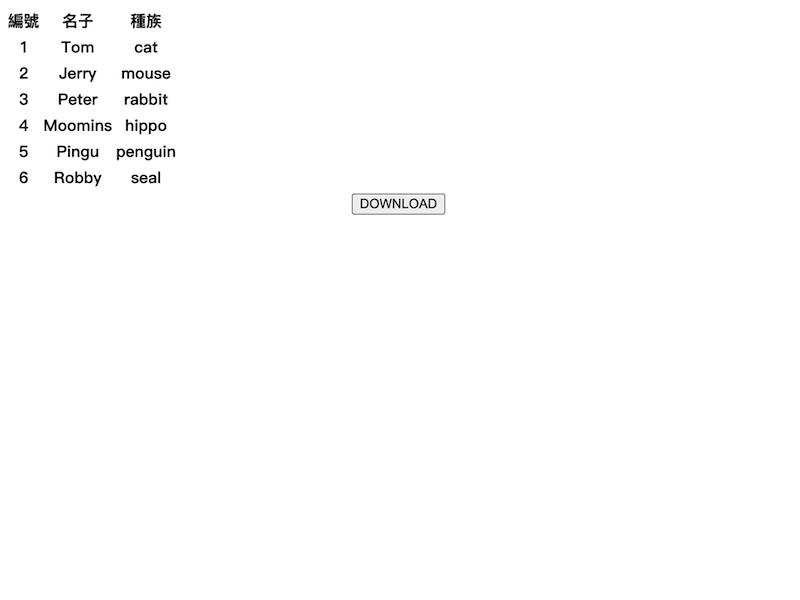 編號 名子 種族
1 Tom cat
2 Jerry mouse
3 Peter rabbit
4 Moomins hippo
5 Pingu penguin
6 Robby seal
DOWNLOAD